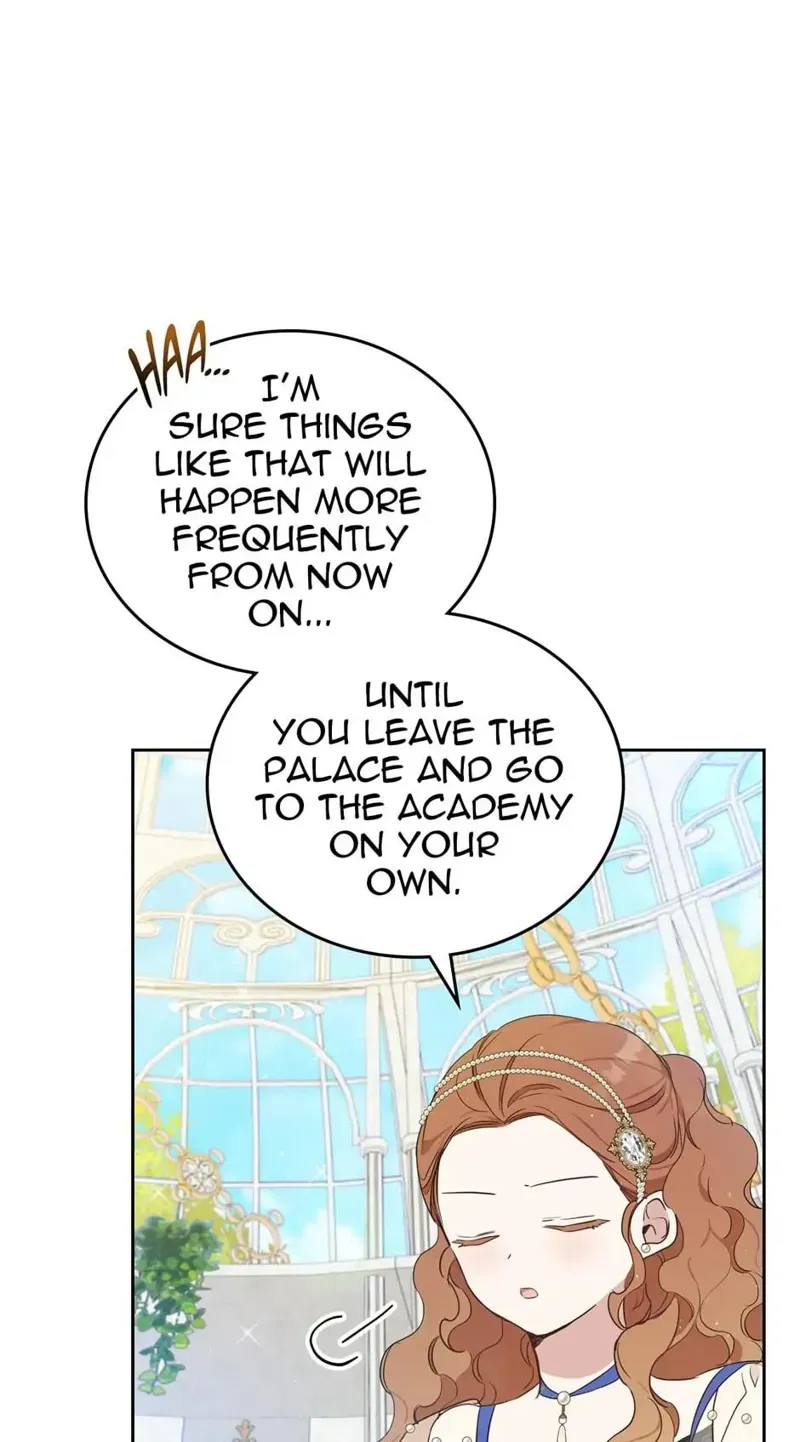 HAA...
I'M
SURE THINGS
LIKE THAT WILL
HAPPEN MORE
FREQUENTLY
FROM NOW
ON...
UNTIL
YOU LEAVE THE
PALACE AND GO
TO THE ACADEMY
ON YOUR
OWN.